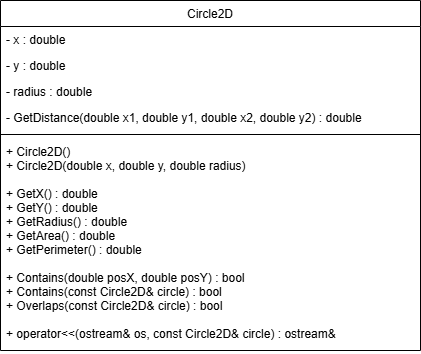 Circle2D
- x : double
- y : double
- radius : double
- GetDistance(double x1, double y1, double x2, double y2) : double
+ Circle2D()
+ Circle2D(double x, double y, double radius)
+ GetX() : double
+ GetY() : double
+ GetRadius() : double
+ GetArea() : double
+ GetPerimeter() : double
+ Contains(double posX, double posY) : bool
+ Contains(const Circle2D& circle) : bool
+ Overlaps(const Circle2D& circle) : bool
+ operator<<(ostream& os, const Circle2D& circle) : ostream&